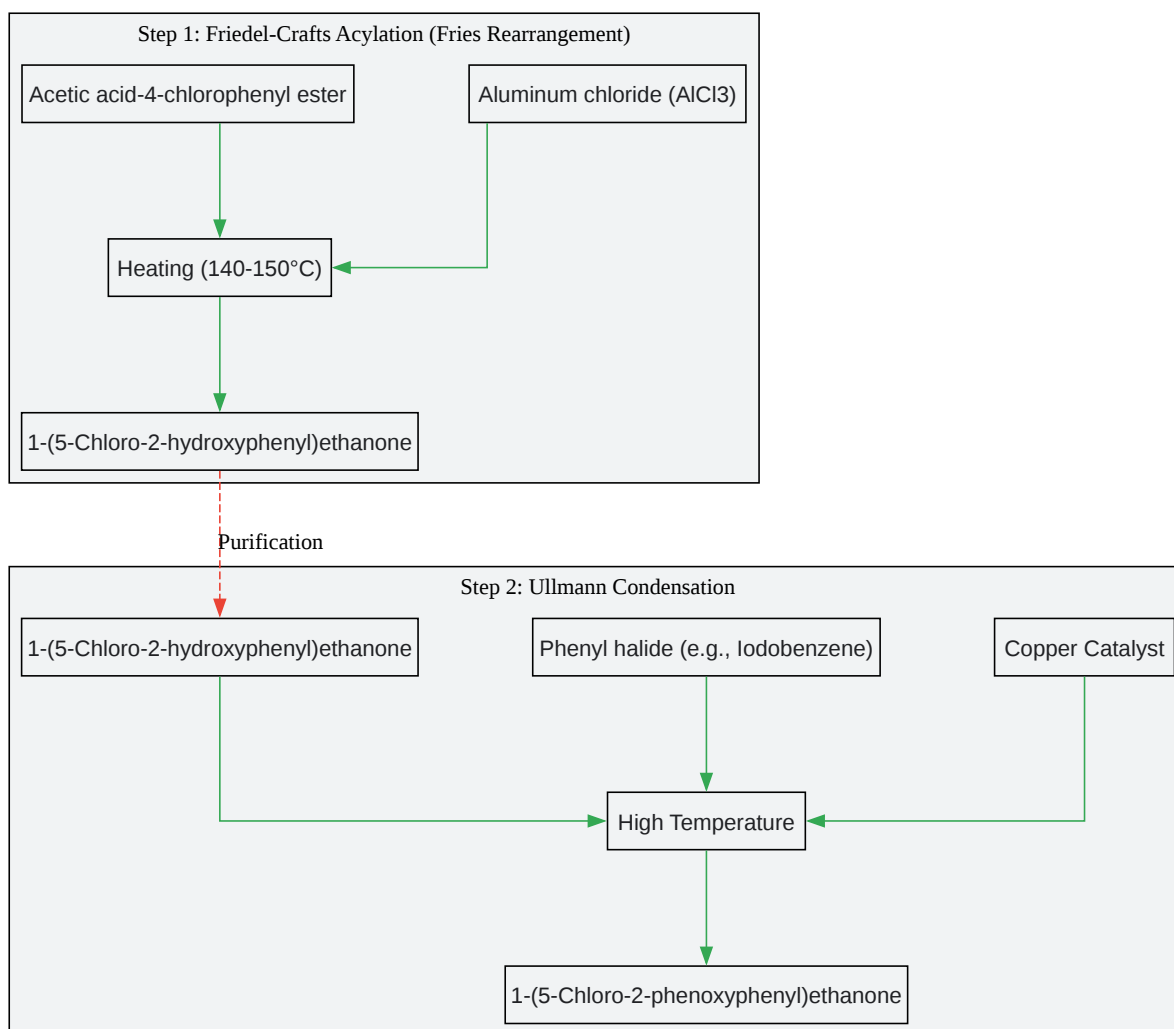 Step 1: Friedel-Crafts Acylation (Fries Rearrangement)
Acetic acid-4-chlorophenyl ester
Aluminum chloride (AlCl3)
Heating (140-150°C)
1-(5-Chloro-2-hydroxyphenyl)ethanone
Purification
Step 2: Ullmann Condensation
1-(5-Chloro-2-hydroxyphenyl)ethanone
Phenyl halide (e.g., Iodobenzene)
Copper Catalyst
High Temperature
1-(5-Chloro-2-phenoxyphenyl)ethanone